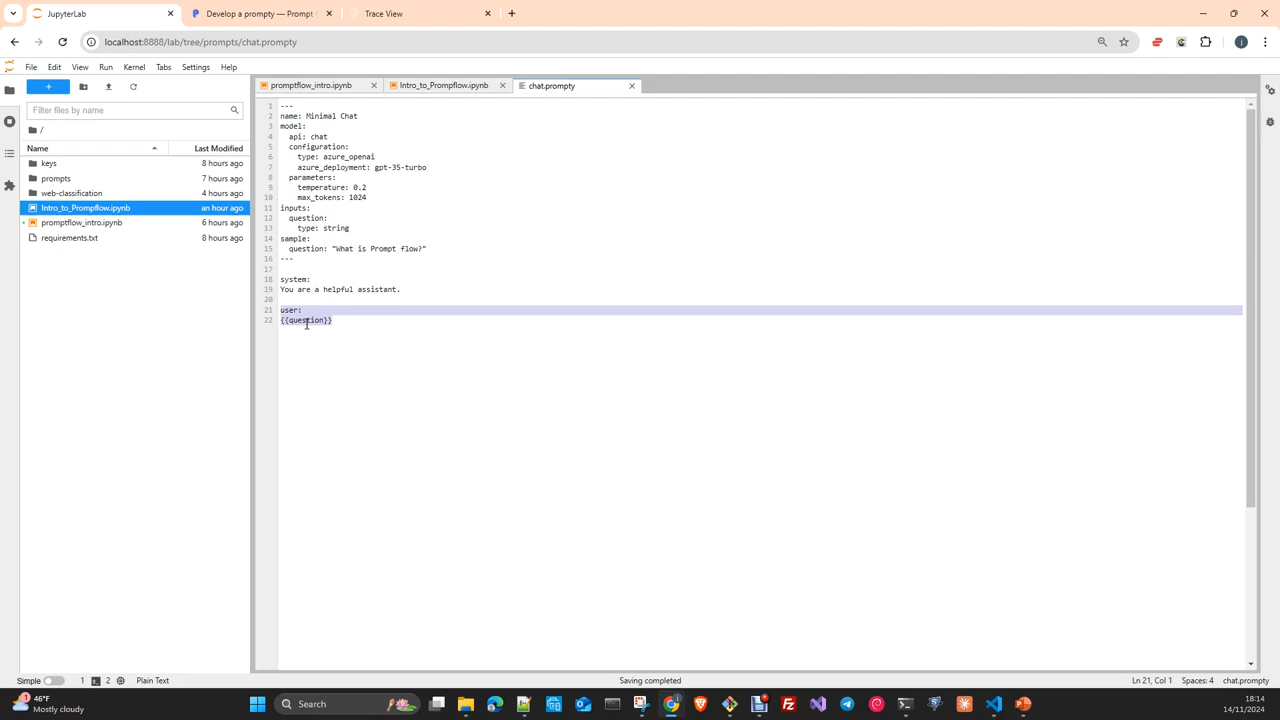 JupyterLab
Develop a prompty — Prompt
Trace View
localhost:8888/lab/tree/prompts/chat.prompty
File Edit View Run Kernel Tabs Settings Help
promptflow_intro.ipynb
Intro_to_Prompflow.ipynb
chat.prompty
Filter files by name
/
Name Last Modified
keys 8 hours ago
prompts 7 hours ago
web-classification 4 hours ago
Intro_to_Prompflow.ipynb an hour ago
promptflow_intro.ipynb 6 hours ago
requirements.txt 8 hours ago
1 ---
2 name: Minimal Chat
3 model:
4 api: chat
5 configuration:
6 type: azure_openai
7 azure_deployment: gpt-35-turbo
8 parameters:
9 temperature: 0.2
10 max_tokens: 1024
11 inputs:
12 question:
13 type: string
14 sample:
15 question: "What is Prompt flow?"
16 ---
17
18 system:
19 You are a helpful assistant.
20
21 user:
22 {{question}}
Simple 1 2 Plain Text Saving completed Ln 21, Col 1 Spaces: 4 chat.prompty
1 46°F
Mostly cloudy
Search
18:14
14/11/2024